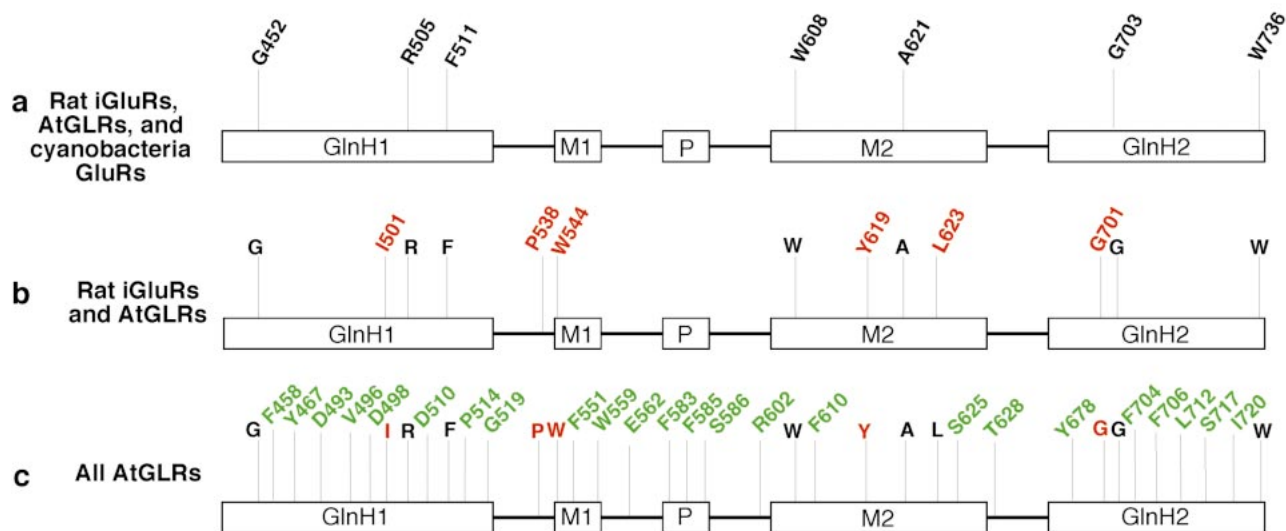 G452 R505 F511 W608 A621 G703 W736
a Rat iGluRs,
AtGLRs, and
cyanobacteria
GluRs
GlnH1 M1 P M2 GlnH2
G I501 R F P538 W544 W Y619 A L623 G701 G W
b Rat iGluRs
and AtGLRs
GlnH1 M1 P M2 GlnH2
F458 Y467 D493 V496 D498 D510 P514 G519 F551 W559 E562 F583 F585 S586 R602 F610 S625 T628 Y678 F704 F706 L712 S717 I720
G I R F P W W Y A L G G W
c All AtGLRs
GlnH1 M1 P M2 GlnH2